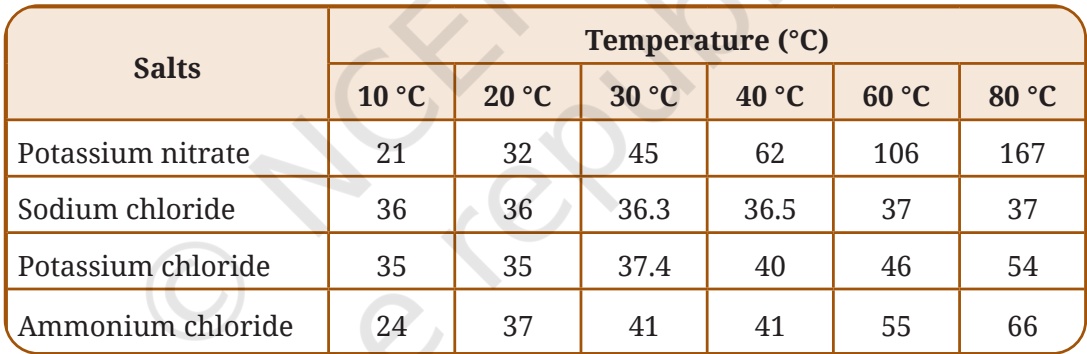 Salts Temperature (°C)
10 °C 20 °C 30 °C 40 °C 60 °C 80 °C
Potassium nitrate 21 32 45 62 106 167
Sodium chloride 36 36 36.3 36.5 37 37
Potassium chloride 35 35 37.4 40 46 54
Ammonium chloride 24 37 41 41 55 66
© NCE
e repu